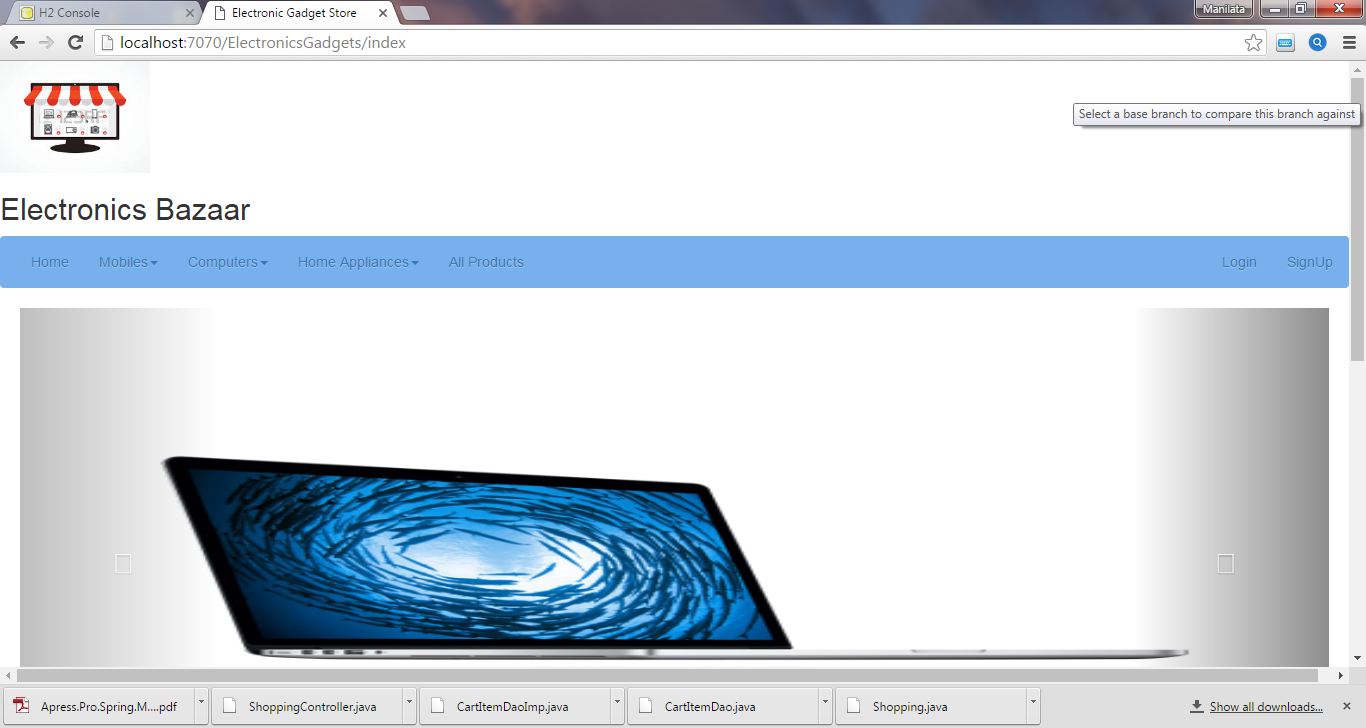 H2 Console
Electronic Gadget Store
Manilata
localhost:7070/ElectronicsGadgets/index
Select a base branch to compare this branch against
Electronics Bazaar
Home Mobiles Computers Home Appliances All Products Login SignUp
Apress.Pro.Spring.M....pdf
ShoppingController.java
CartItemDaoImp.java
CartItemDao.java
Shopping.java
Show all downloads...